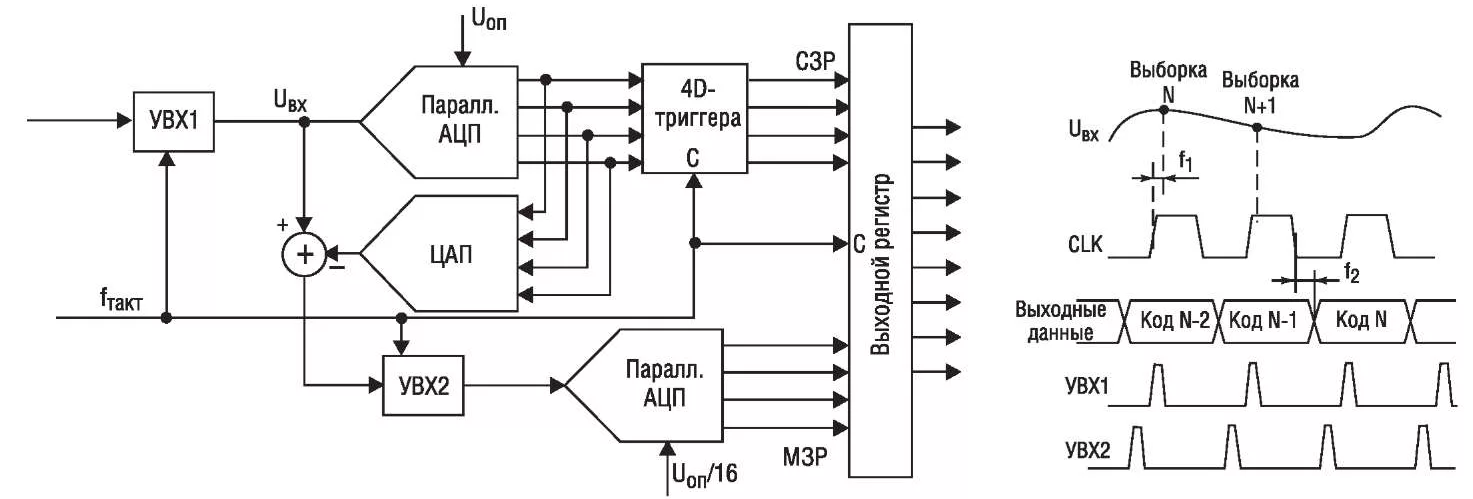 Uоп
УВХ1
UВХ
Паралл.
АЦП
4D-
триггера
С
СЗР
+
+
–
ЦАП
fтакт
С
Выходной регистр
УВХ2
Паралл.
АЦП
МЗР
Uоп/16
Выборка
N
Выборка
N+1
UВХ
f1
CLK
f2
Выходные
данные
Код N-2
Код N-1
Код N
УВХ1
УВХ2